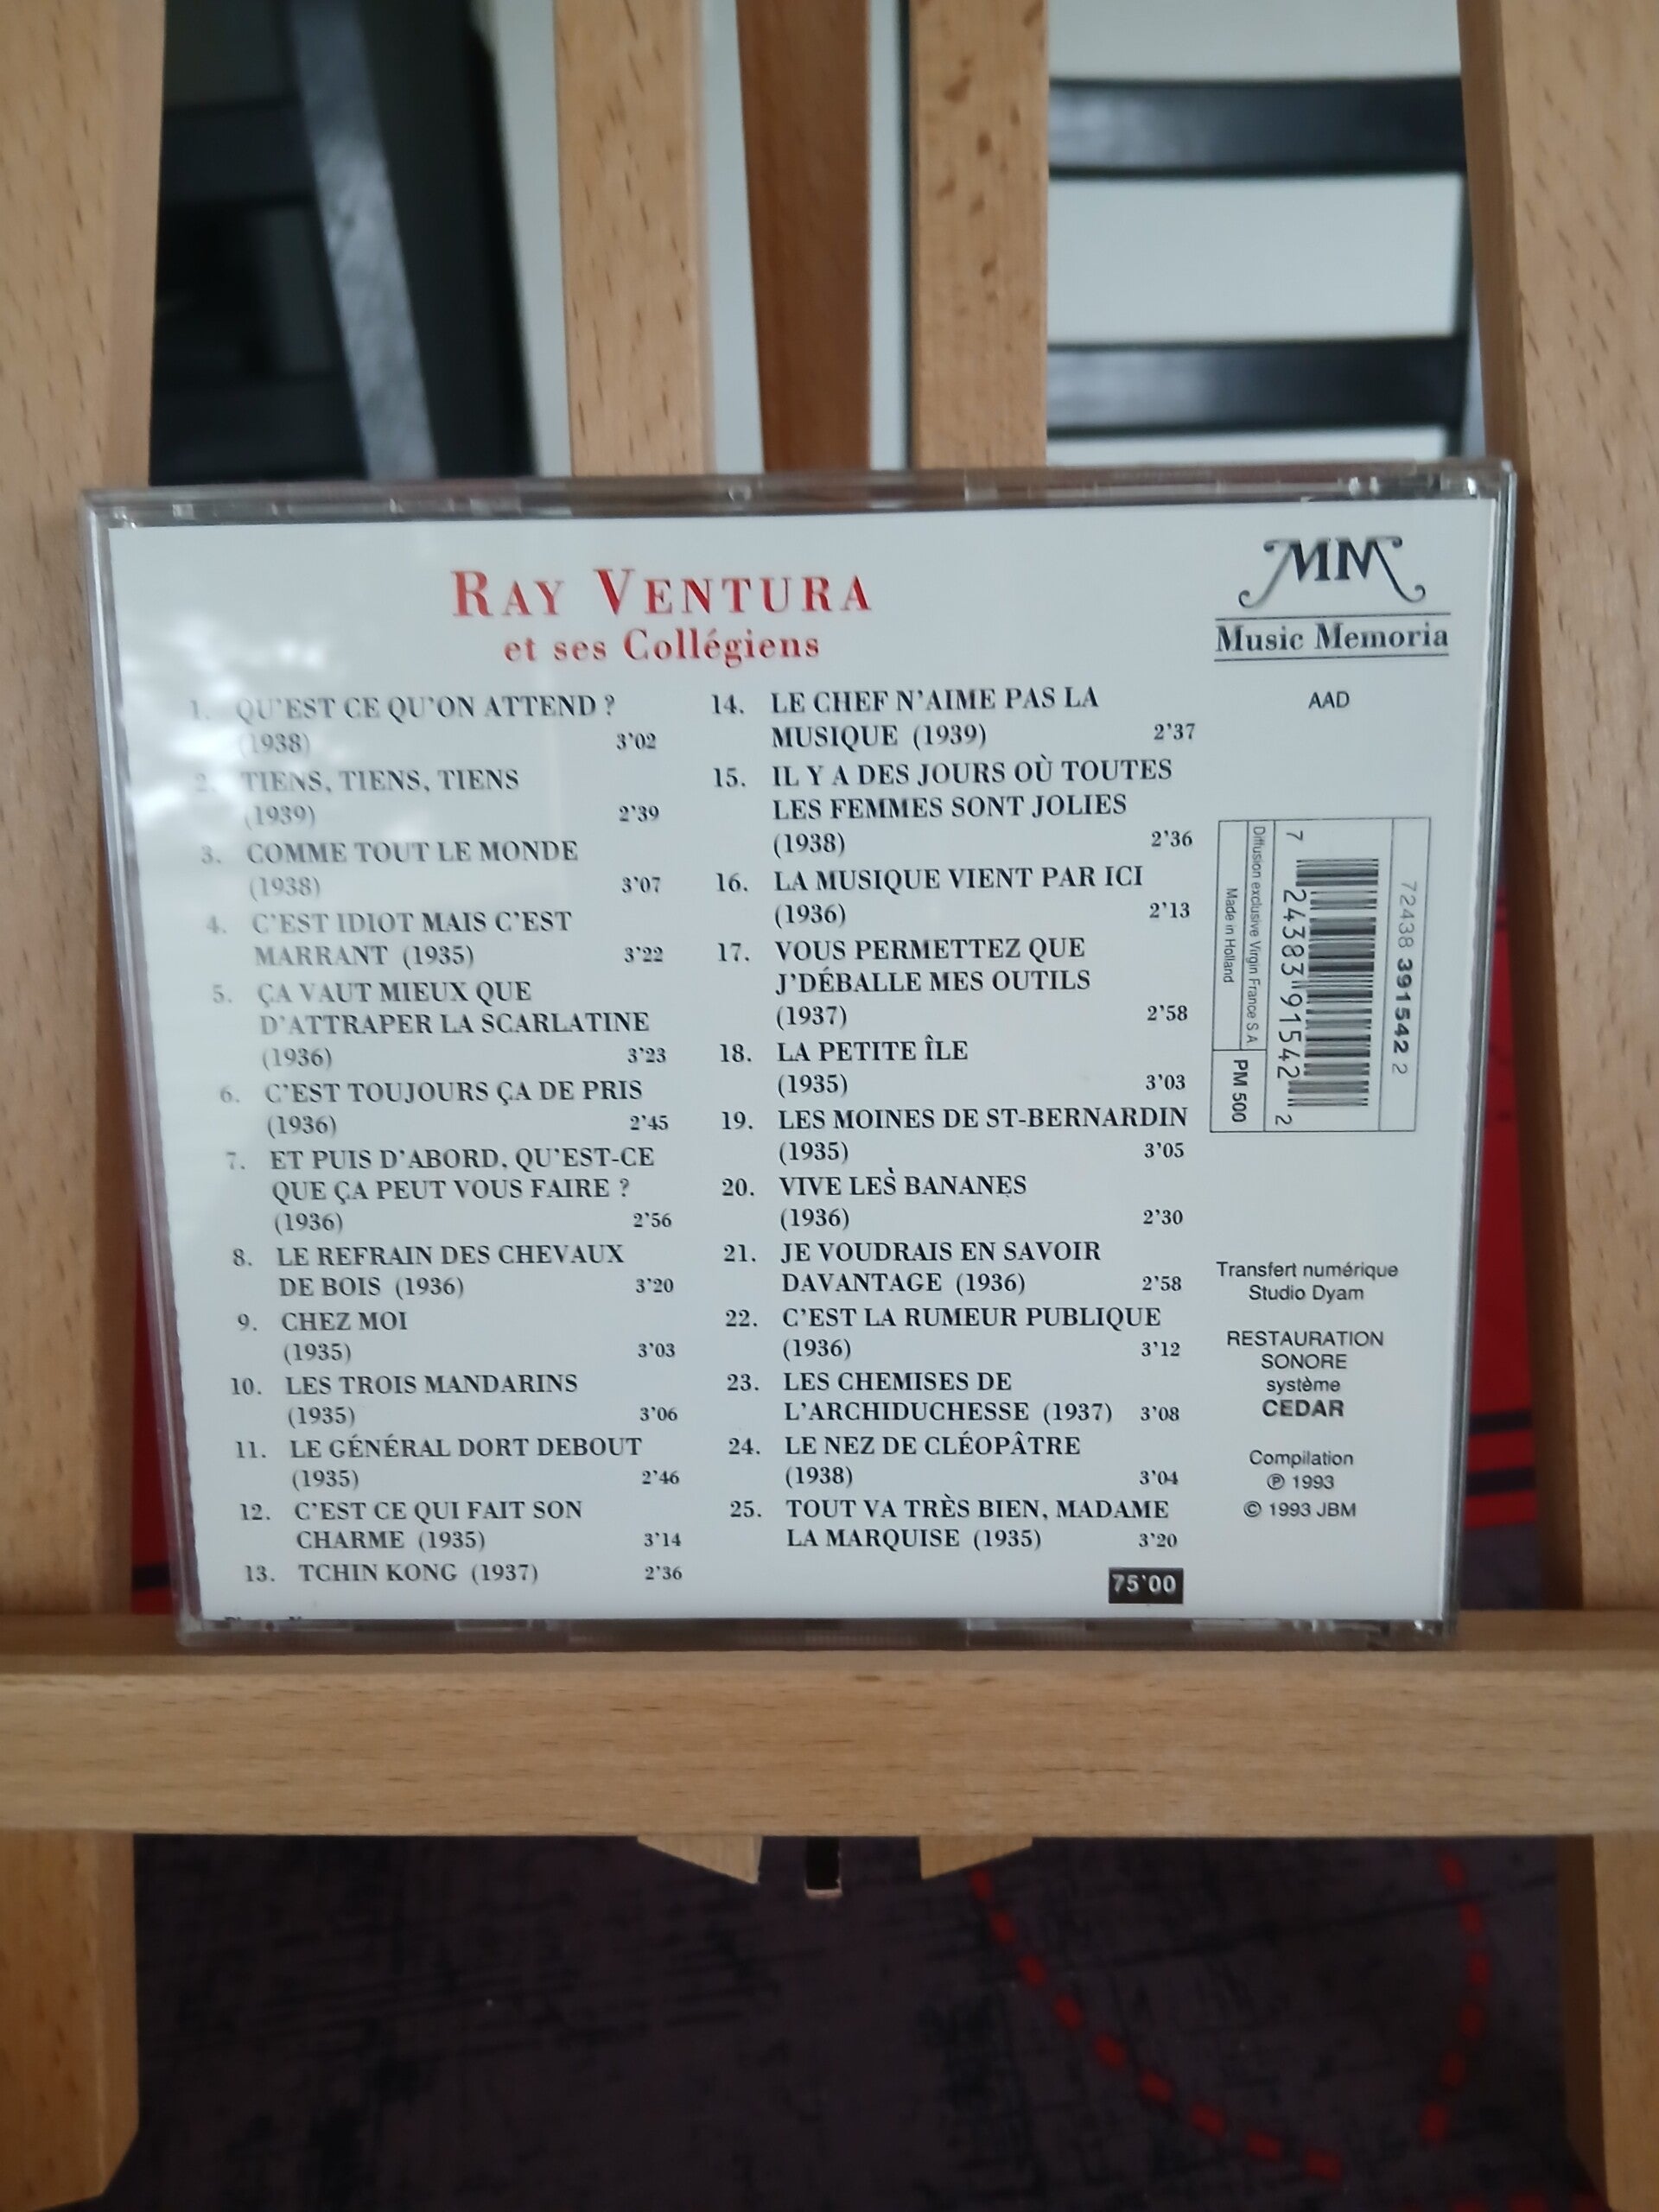 RAY VENTURA
et ses Collégiens
1. QU'EST CE QU'ON ATTEND ?
(1938) 3'02
2. TIENS, TIENS, TIENS
(1939) 2'39
3. COMME TOUT LE MONDE
(1938) 3'07
4. C'EST IDIOT MAIS C'EST
MARRANT (1935) 3'22
5. ÇA VAUT MIEUX QUE
D'ATTRAPER LA SCARLATINE
(1936) 3'23
6. C'EST TOUJOURS ÇA DE PRIS
(1936) 2'45
7. ET PUIS D'ABORD, QU'EST-CE
QUE ÇA PEUT VOUS FAIRE ?
(1936) 2'56
8. LE REFRAIN DES CHEVAUX
DE BOIS (1936) 3'20
9. CHEZ MOI
(1935) 3'03
10. LES TROIS MANDARINS
(1935) 3'06
11. LE GÉNÉRAL DORT DEBOUT
(1935) 2'46
12. C'EST CE QUI FAIT SON
CHARME (1935) 3'14
13. TCHIN KONG (1937) 2'36
14. LE CHEF N'AIME PAS LA
MUSIQUE (1939) 2'37
15. IL Y A DES JOURS OÙ TOUTES
LES FEMMES SONT JOLIES
(1938) 2'36
16. LA MUSIQUE VIENT PAR ICI
(1936) 2'13
17. VOUS PERMETTEZ QUE
J'DÉBALLE MES OUTILS
(1937) 2'58
18. LA PETITE ÎLE
(1935) 3'03
19. LES MOINES DE ST-BERNARDIN
(1935) 3'05
20. VIVE LES BANANES
(1936) 2'30
21. JE VOUDRAIS EN SAVOIR
DAVANTAGE (1936) 2'58
22. C'EST LA RUMEUR PUBLIQUE
(1936) 3'12
23. LES CHEMISES DE
L'ARCHIDUCHESSE (1937) 3'08
24. LE NEZ DE CLÉOPÂTRE
(1938) 3'04
25. TOUT VA TRÈS BIEN, MADAME
LA MARQUISE (1935) 3'20
75'00
MM
Music Memoria
AAD
72438 391542 2
7 24383 91542 2
Diffusion exclusive Virgin France S.A.
Made in Holland
PM 500
Transfert numérique
Studio Dyam
RESTAURATION
SONORE
système
CEDAR
Compilation
℗ 1993
© 1993 JBM